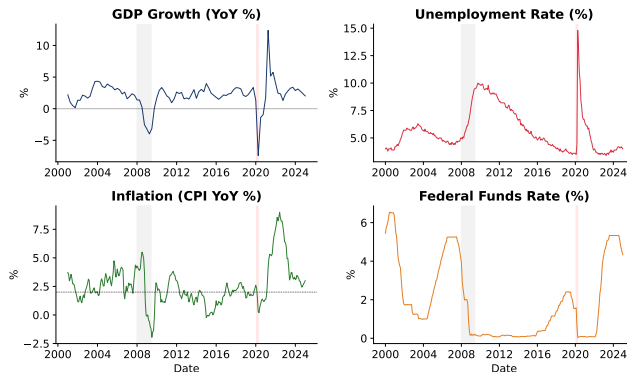 GDP Growth (YoY %)
%
10
5
0
−5
2000 2004 2008 2012 2016 2020 2024
Unemployment Rate (%)
%
15.0
12.5
10.0
7.5
5.0
2000 2004 2008 2012 2016 2020 2024
Inflation (CPI YoY %)
%
7.5
5.0
2.5
0.0
−2.5
2000 2004 2008 2012 2016 2020 2024
Date
Federal Funds Rate (%)
%
6
4
2
0
2000 2004 2008 2012 2016 2020 2024
Date